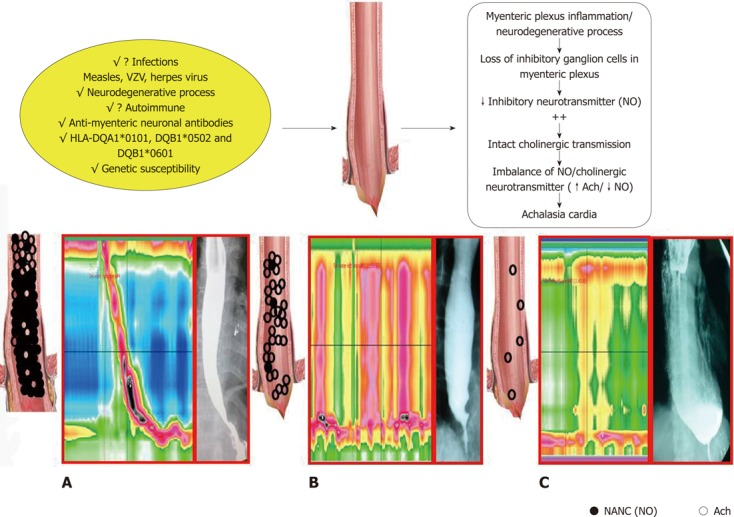 √ ? Infections
Measles, VZV, herpes virus
√ Neurodegenerative process
√ ? Autoimmune
√ Anti-myenteric neuronal antibodies
√ HLA-DQA1*0101, DQB1*0502 and
DQB1*0601
√ Genetic susceptibility
Myenteric plexus inflammation/
neurodegenerative process
Loss of inhibitory ganglion cells in
myenteric plexus
↓ Inhibitory neurotransmitter (NO)
++
Intact cholinergic transmission
Imbalance of NO/cholinergic
neurotransmitter ( ↑ Ach/ ↓ NO)
Achalasia cardia
A
B
C
NANC (NO)
Ach